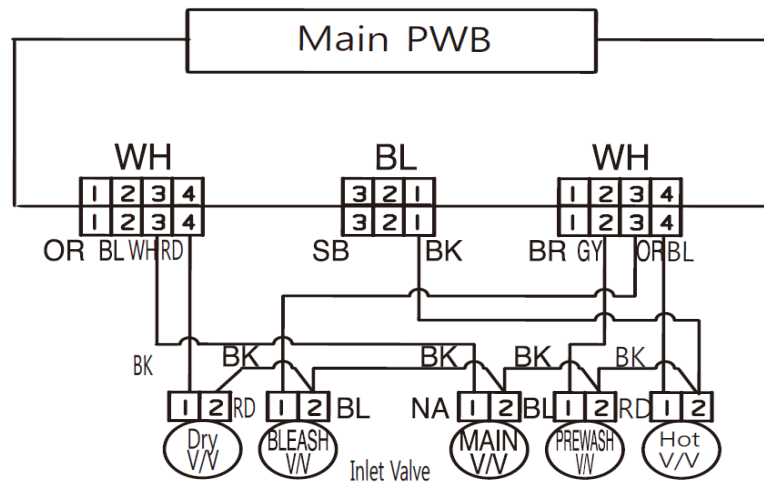 Main PWB
WH BL WH
1 2 3 4 3 2 1 1 2 3 4
1 2 3 4 3 2 1 1 2 3 4
OR BL WH RD SB BK BR GY OR BL
BK BK BK BK BK
1 2 RD 1 2 BL NA 1 2 BL 1 2 RD 1 2
Dry BLEASH MAIN PREWASH Hot
V/V V/V V/V V/V V/V
Inlet Valve